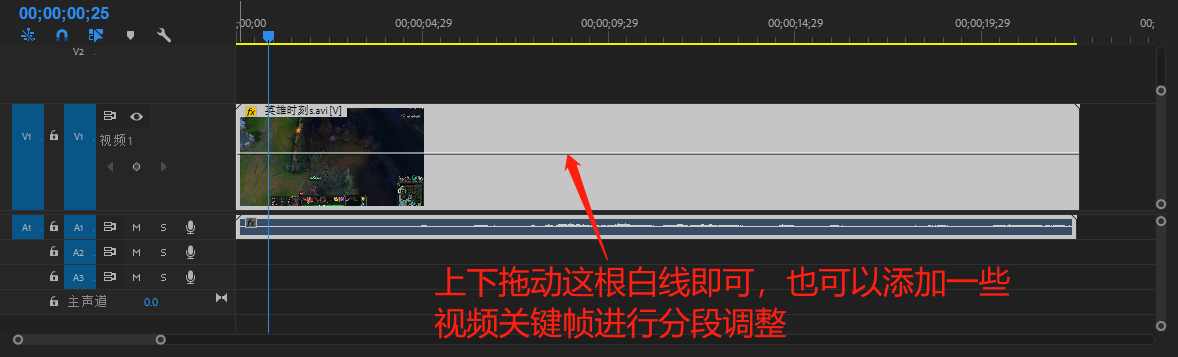 00;00;00;25
;00;00
00;00;04;29
00;00;09;29
00;00;14;29
00;00;19;29
00;
V2
fx 英雄时刻s.avi [V]
V1 V1
视频1
A1 A1 M S
fx
A2 M S
A3 M S
主声道 0.0
上下拖动这根白线即可，也可以添加一些
视频关键帧进行分段调整